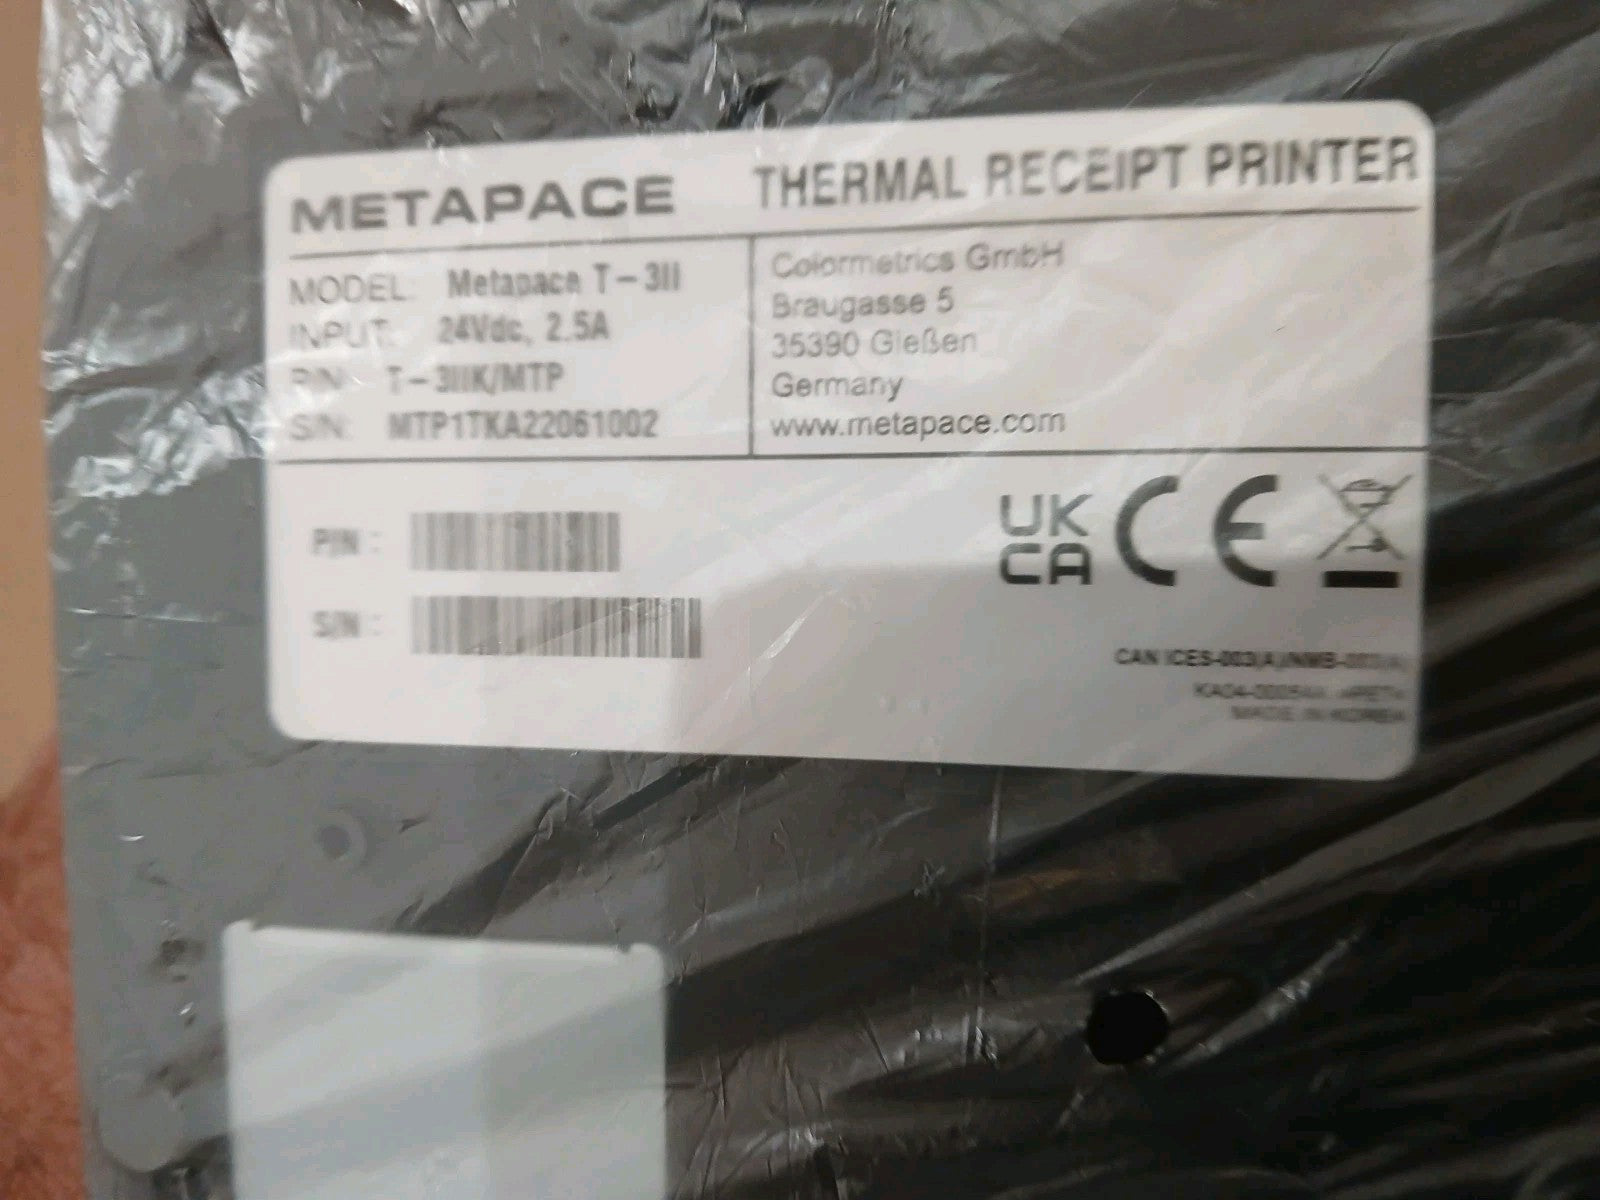 METAPACE THERMAL RECEIPT PRINTER
MODEL: Metapace T-3II
INPUT: 24Vdc, 2.5A
P/N: T-3IIK/MTP
S/N: MTP1TKA22061002
Colormetrics GmbH
Braugasse 5
35390 Gießen
Germany
www.metapace.com
P/N :
S/N :
UK
CA
CE
CAN ICES-003(A)/NMB-003(A)
MADE IN KOREA